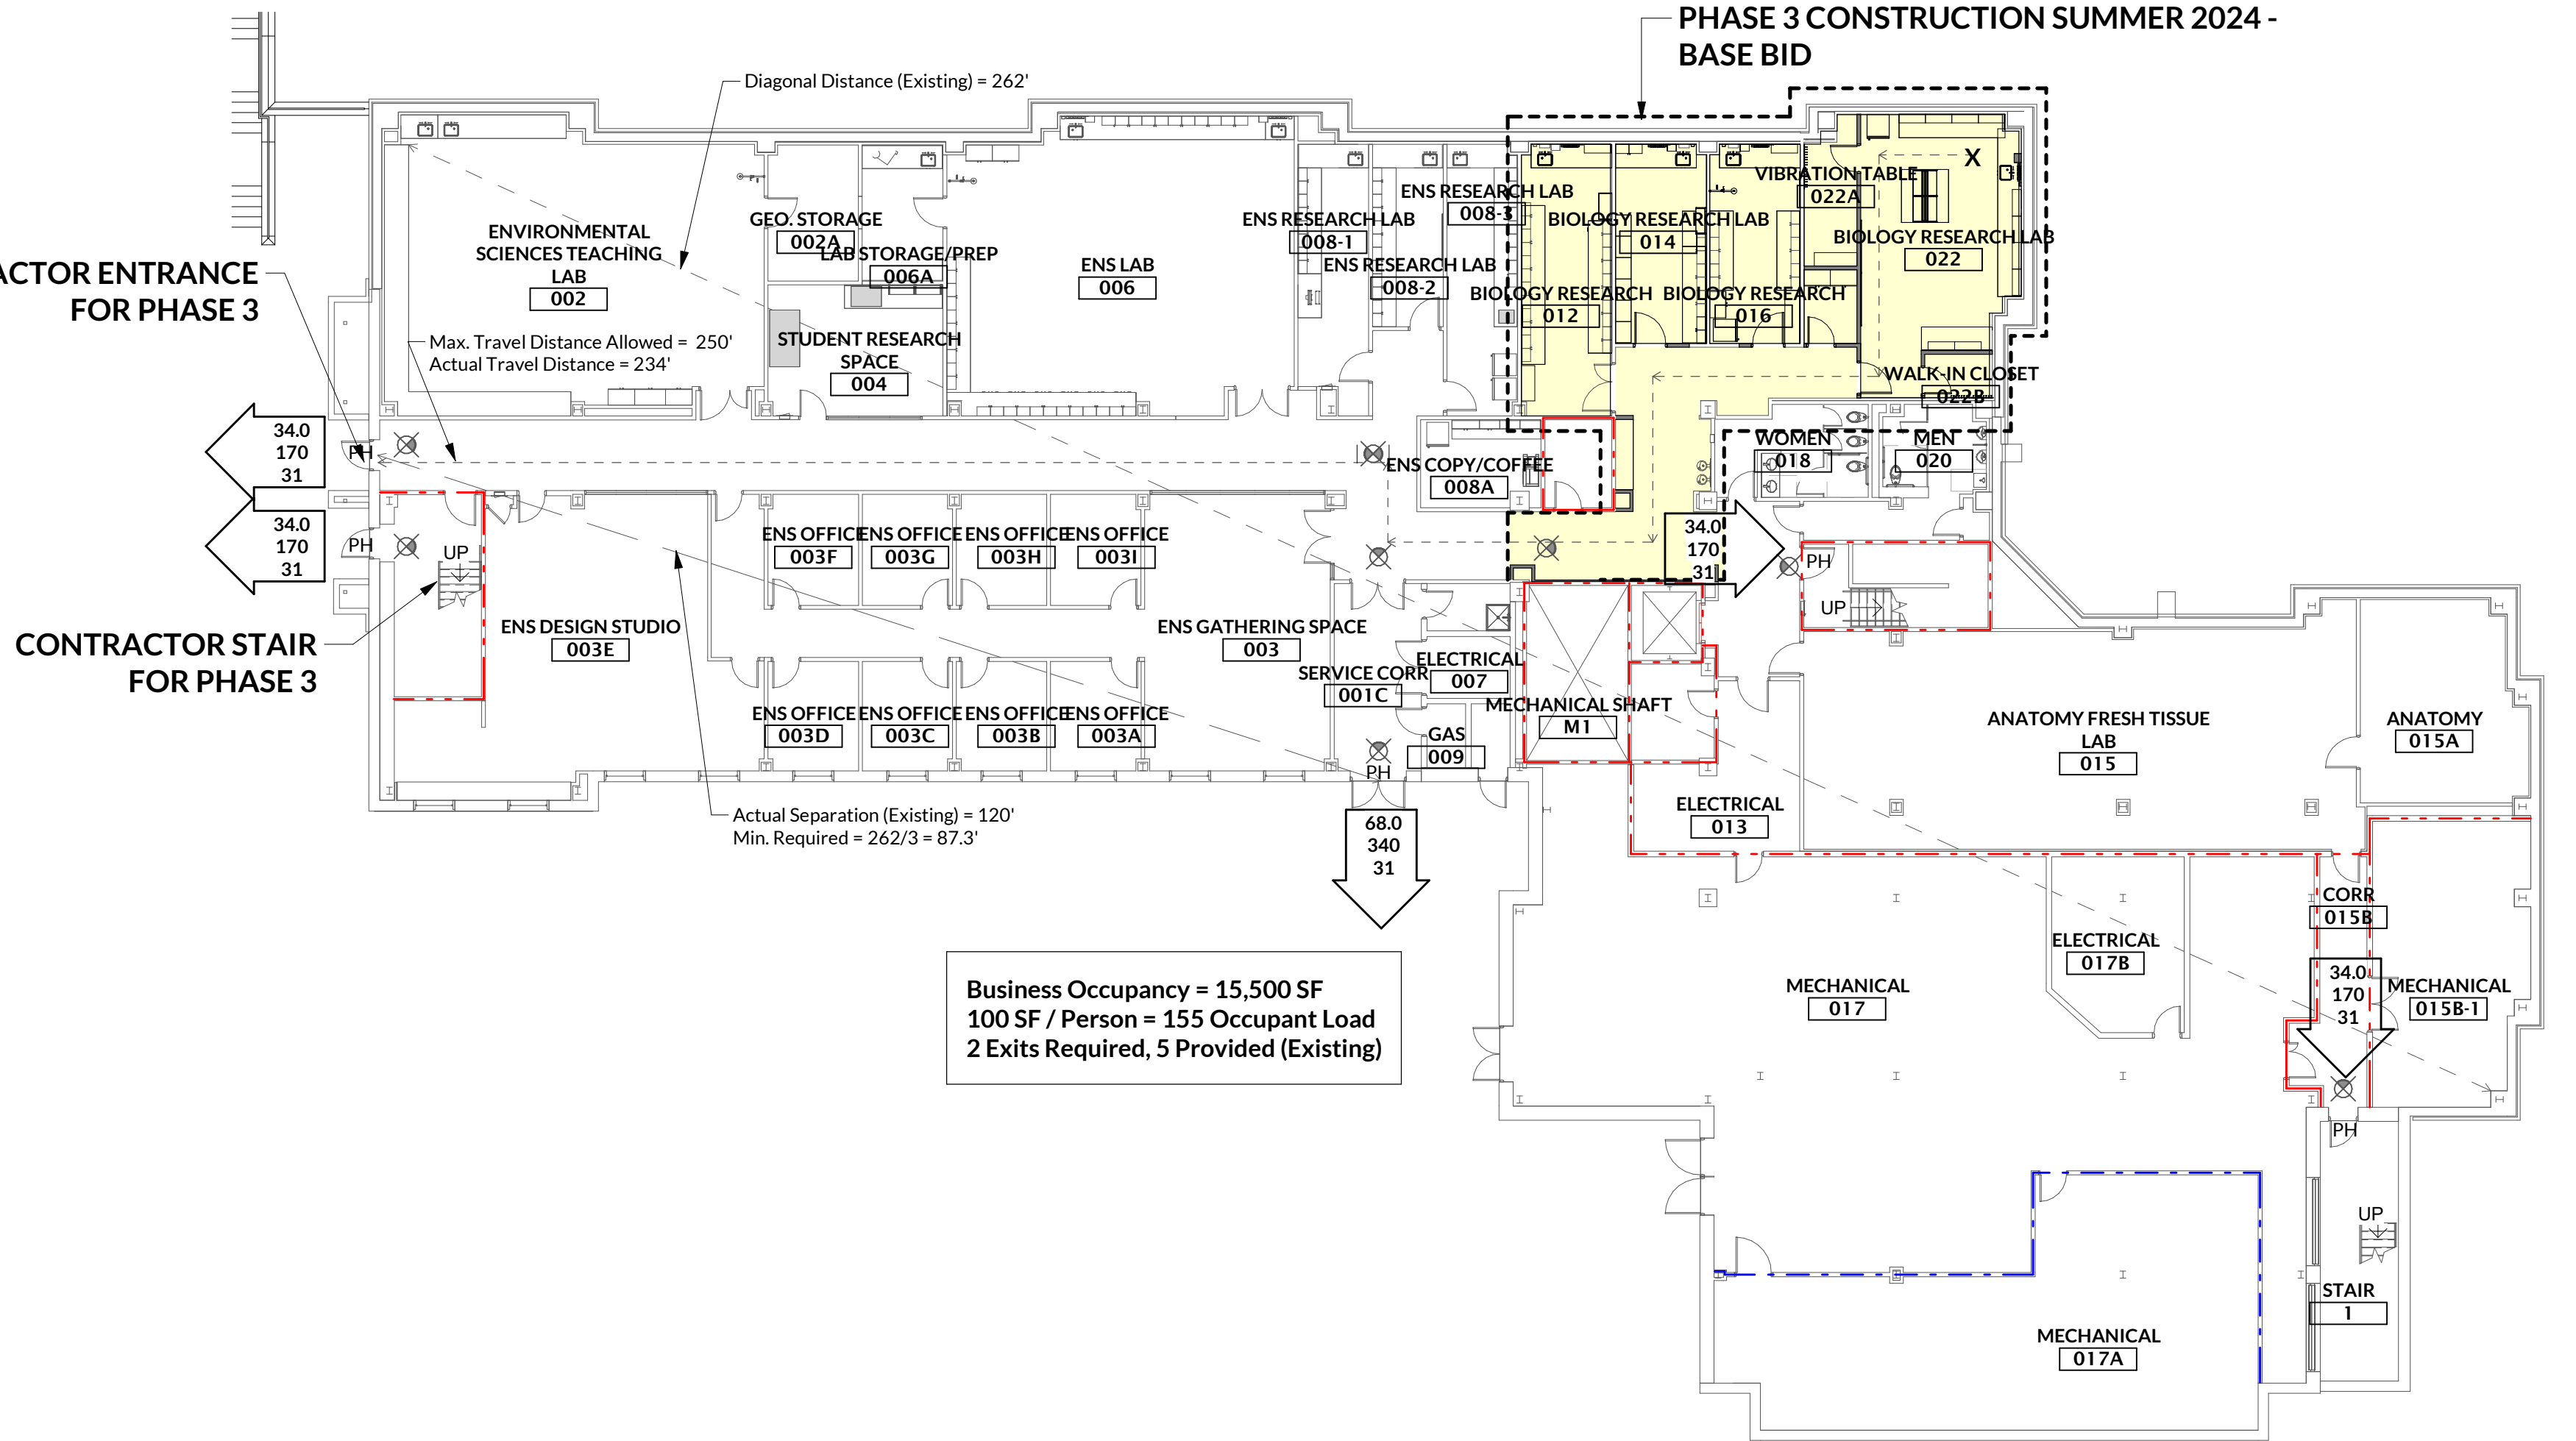 PHASE 3 CONSTRUCTION SUMMER 2024 -
BASE BID
Diagonal Distance (Existing) = 262'
ACTOR ENTRANCE
FOR PHASE 3
ENVIRONMENTAL
SCIENCES TEACHING
LAB
002
GEO. STORAGE
002A
LAB STORAGE/PREP
006A
STUDENT RESEARCH
SPACE
004
ENS LAB
006
ENS RESEARCH LAB
008-1
ENS RESEARCH LAB
008-2
ENS RESEARCH LAB
008-3
BIOLOGY RESEARCH
012
BIOLOGY RESEARCH LAB
014
BIOLOGY RESEARCH
016
VIBRATION TABLE
022A
X
BIOLOGY RESEARCH LAB
022
WALK-IN CLOSET
022B
Max. Travel Distance Allowed = 250'
Actual Travel Distance = 234'
34.0
170
31
PH
34.0
170
31
PH
UP
CONTRACTOR STAIR
FOR PHASE 3
ENS COPY/COFFEE
008A
WOMEN
018
MEN
020
34.0
170
31
PH
UP
ENS OFFICE
003F
ENS OFFICE
003G
ENS OFFICE
003H
ENS OFFICE
003I
ENS DESIGN STUDIO
003E
ENS GATHERING SPACE
003
SERVICE CORR
001C
ELECTRICAL
007
MECHANICAL SHAFT
M1
GAS
009
ENS OFFICE
003D
ENS OFFICE
003C
ENS OFFICE
003B
ENS OFFICE
003A
PH
ANATOMY FRESH TISSUE
LAB
015
ANATOMY
015A
Actual Separation (Existing) = 120'
Min. Required = 262/3 = 87.3'
68.0
340
31
ELECTRICAL
013
CORR
015B
ELECTRICAL
017B
MECHANICAL
017
34.0
170
31
MECHANICAL
015B-1
PH
Business Occupancy = 15,500 SF
100 SF / Person = 155 Occupant Load
2 Exits Required, 5 Provided (Existing)
UP
STAIR
1
MECHANICAL
017A